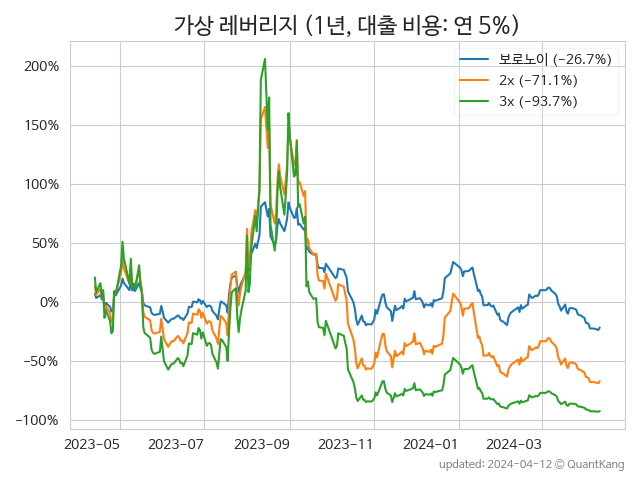 가상 레버리지 (1년, 대출 비용: 연 5%)
보로노이 (−26.7%)
2x (−71.1%)
3x (−93.7%)
200%
150%
100%
50%
0%
−50%
−100%
2023-05
2023-07
2023-09
2023-11
2024-01
2024-03
updated: 2024-04-12 © QuantKang